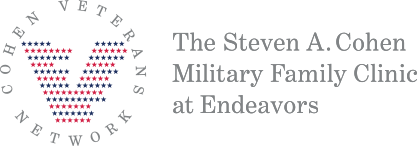 COHEN VETERANS
NETWORK
The Steven A. Cohen
Military Family Clinic
at Endeavors